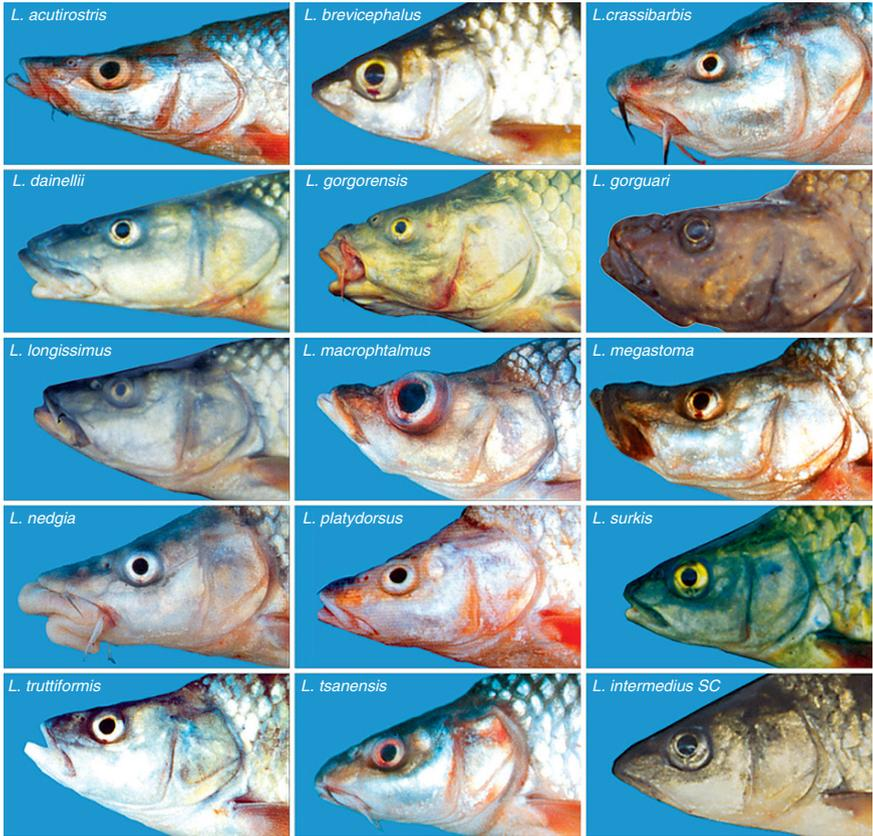 L. acutirostris
L. brevicephalus
L.crassibarbis
L. dainellii
L. gorgorensis
L. gorguari
L. longissimus
L. macrophtalmus
L. megastoma
L. nedgia
L. platydorsus
L. surkis
L. truttiformis
L. tsanensis
L. intermedius SC